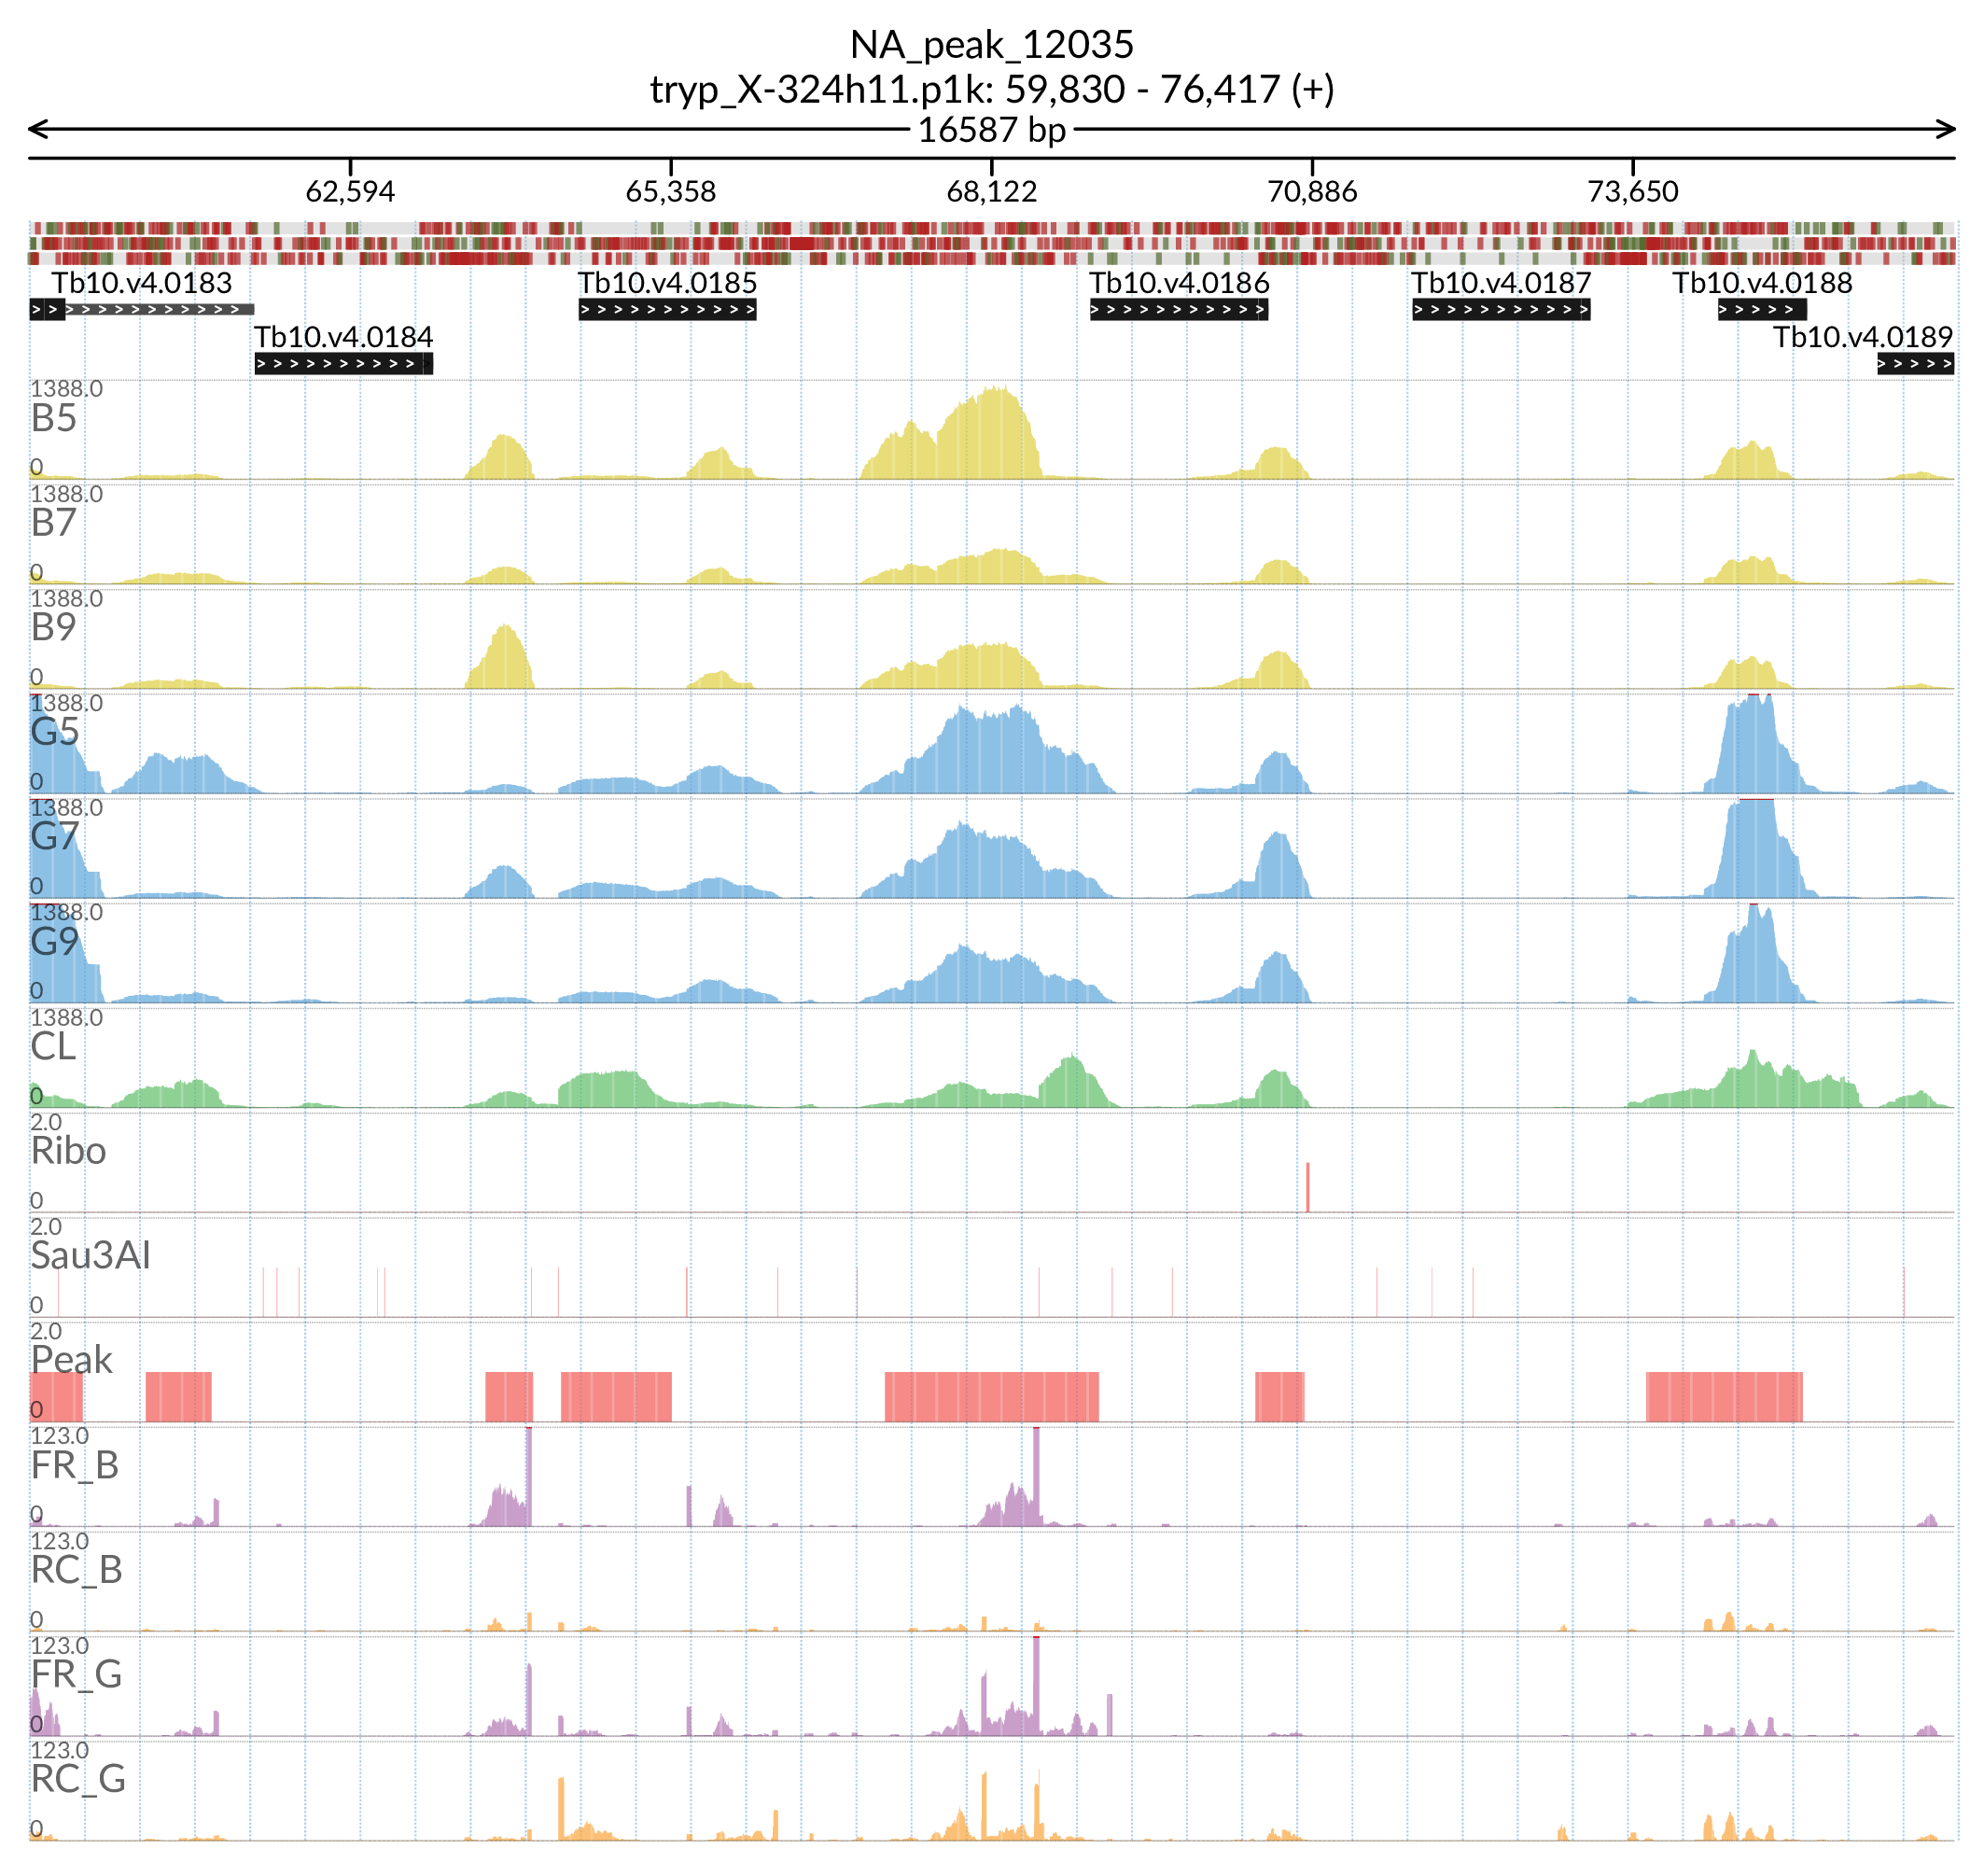 NA_peak_12035
tryp_X-324h11.p1k: 59,830 - 76,417 (+)
16587 bp
62,594 65,358 68,122 70,886 73,650
Tb10.v4.0183 Tb10.v4.0185 Tb10.v4.0186 Tb10.v4.0187 Tb10.v4.0188
Tb10.v4.0184 Tb10.v4.0189
1388.0
B5
0
1388.0
B7
0
1388.0
B9
0
1388.0
G5
0
1388.0
G7
0
1388.0
G9
0
1388.0
CL
0
2.0
Ribo
0
2.0
Sau3AI
0
2.0
Peak
0
123.0
FR_B
0
123.0
RC_B
0
123.0
FR_G
0
123.0
RC_G
0